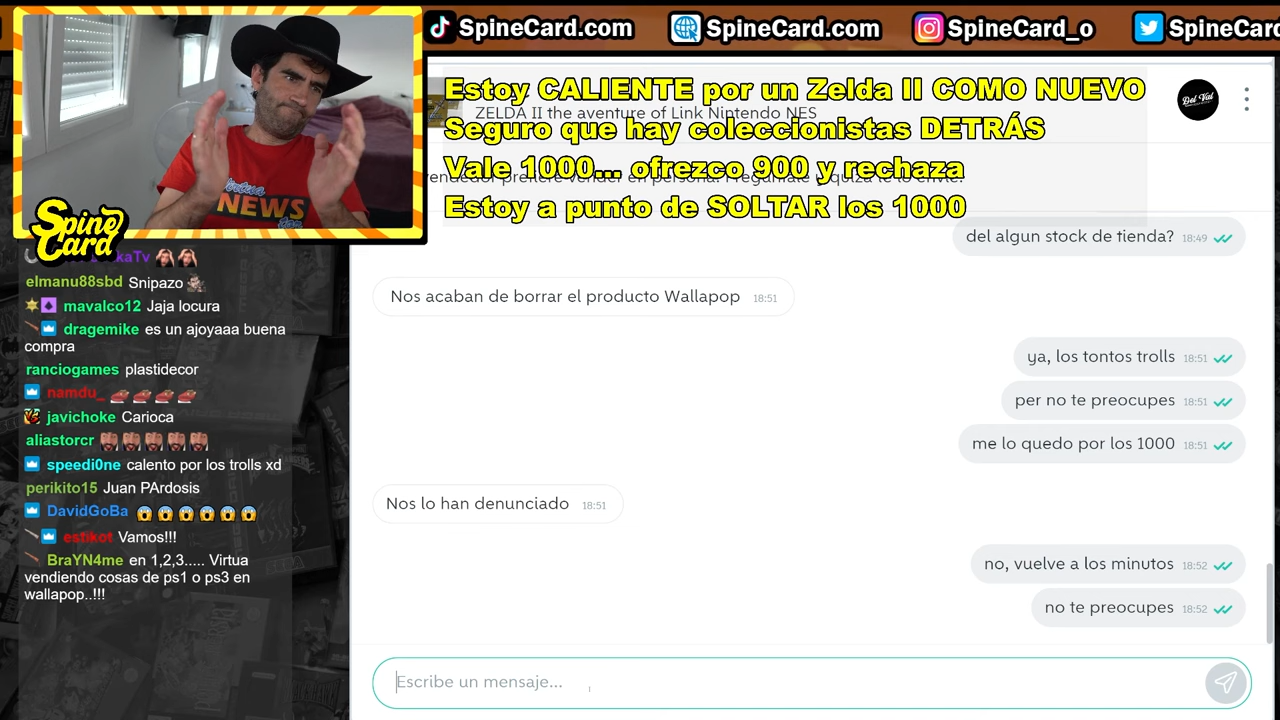 SpineCard.com
SpineCard.com
SpineCard_o
SpineCard
Estoy CALIENTE por un Zelda II COMO NUEVO
ZELDA II the aventure of Link Nintendo NES
Seguro que hay coleccionistas DETRÁS
Vale 1000... ofrezco 900 y rechaza
Estoy a punto de SOLTAR los 1000
Del Val
NEWS
Spine
Card
del algun stock de tienda? 18:49
Nos acaban de borrar el producto Wallapop 18:51
ya, los tontos trolls 18:51
per no te preocupes 18:51
me lo quedo por los 1000 18:51
Nos lo han denunciado 18:51
no, vuelve a los minutos 18:52
no te preocupes 18:52
Escribe un mensaje...
kaTv
elmanu88sbd Snipazo
mavalco12 Jaja locura
dragemike es un ajoyaaa buena
compra
ranciogames plastidecor
namdu_
javichoke Carioca
aliastorcr
speedi0ne calento por los trolls xd
perikito15 Juan PArdosis
DavidGoBa
estikot Vamos!!!
BraYN4me en 1,2,3..... Virtua
vendiendo cosas de ps1 o ps3 en
wallapop..!!!